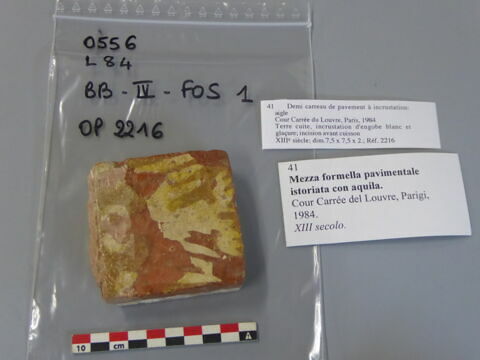 0556
L 84
BB - IV - FOS 1
OP 2216
41 Demi carreau de pavement à incrustation:
aigle
Cour Carrée du Louvre, Paris, 1984
Terre cuite, incrustation d'engobe blanc et
glaçure; incision avant cuisson
XIIIe siècle; dim.7,5 x 7,5 x 2.; Réf. 2216
41
Mezza formella pavimentale
istoriata con aquila.
Cour Carrée del Louvre, Parigi,
1984.
XIII secolo.
10 cm A